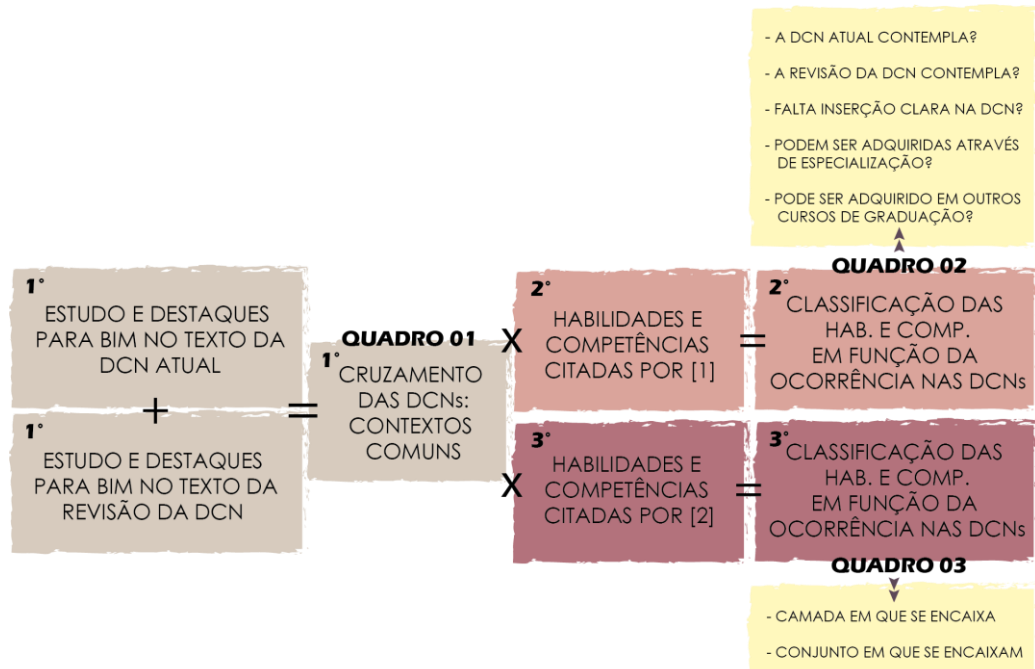 - A DCN ATUAL CONTEMPLA?
- A REVISÃO DA DCN CONTEMPLA?
- FALTA INSERÇÃO CLARA NA DCN?
- PODEM SER ADQUIRIDAS ATRAVÉS
DE ESPECIALIZAÇÃO?
- PODE SER ADQUIRIDO EM OUTROS
CURSOS DE GRADUAÇÃO?
1°
ESTUDO E DESTAQUES
PARA BIM NO TEXTO DA
DCN ATUAL
+
1°
ESTUDO E DESTAQUES
PARA BIM NO TEXTO DA
REVISÃO DA DCN
=
QUADRO 01
1°
CRUZAMENTO
DAS DCNs:
CONTEXTOS
COMUNS
X
2°
HABILIDADES E
COMPETÊNCIAS
CITADAS POR [1]
=
QUADRO 02
2°
CLASSIFICAÇÃO DAS
HAB. E COMP.
EM FUNÇÃO DA
OCORRÊNCIA NAS DCNs
X
3°
HABILIDADES E
COMPETÊNCIAS
CITADAS POR [2]
=
3°
CLASSIFICAÇÃO DAS
HAB. E COMP.
EM FUNÇÃO DA
OCORRÊNCIA NAS DCNs
QUADRO 03
- CAMADA EM QUE SE ENCAIXA
- CONJUNTO EM QUE SE ENCAIXAM